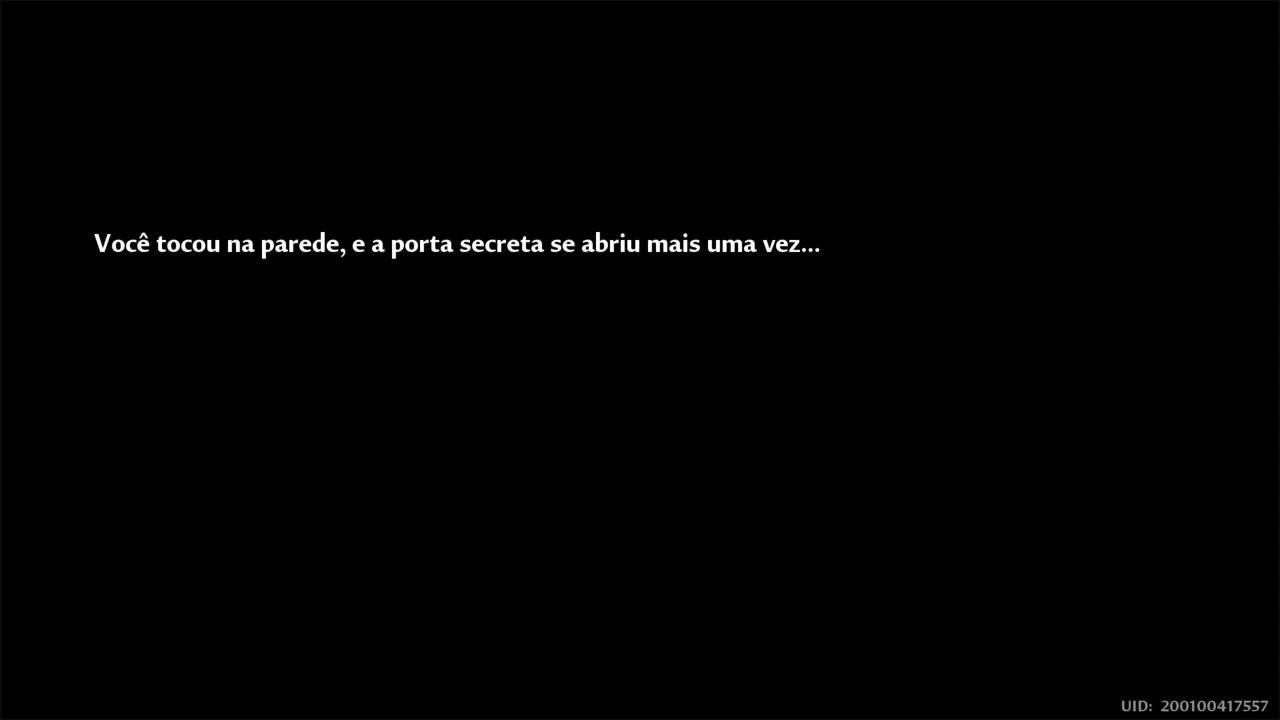 Você tocou na parede, e a porta secreta se abriu mais uma vez...
UID: 200100417557